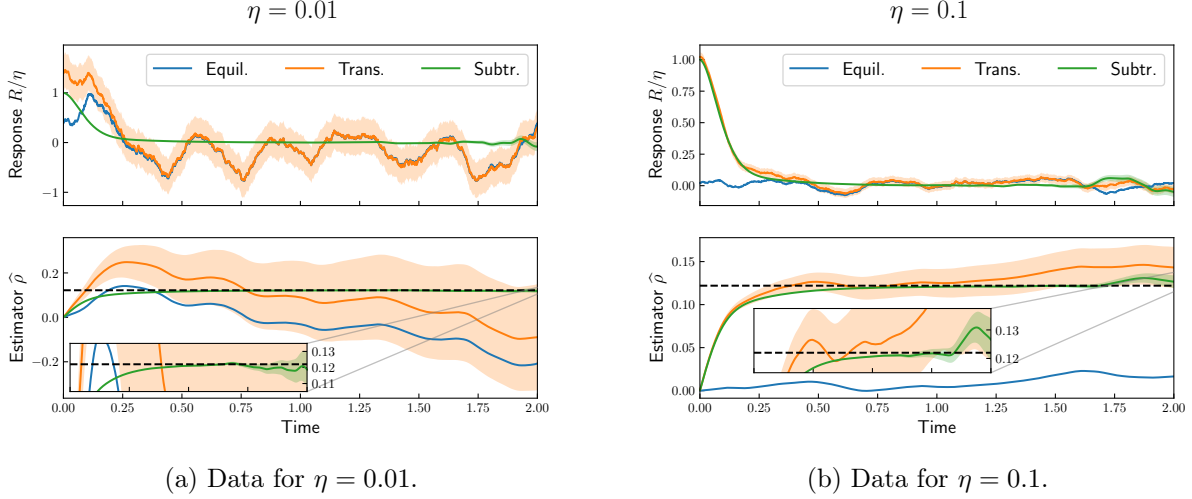 η = 0.01
η = 0.1
Equil. Trans. Subtr.
Response R/η
1
0
−1
Equil. Trans. Subtr.
Response R/η
1.00
0.75
0.50
0.25
0.00
Estimator ρ̂
0.2
0.0
−0.2
0.13
0.12
0.11
0.00 0.25 0.50 0.75 1.00 1.25 1.50 1.75 2.00
Time
Estimator ρ̂
0.15
0.10
0.05
0.00
0.13
0.12
0.00 0.25 0.50 0.75 1.00 1.25 1.50 1.75 2.00
Time
(a) Data for η = 0.01.
(b) Data for η = 0.1.